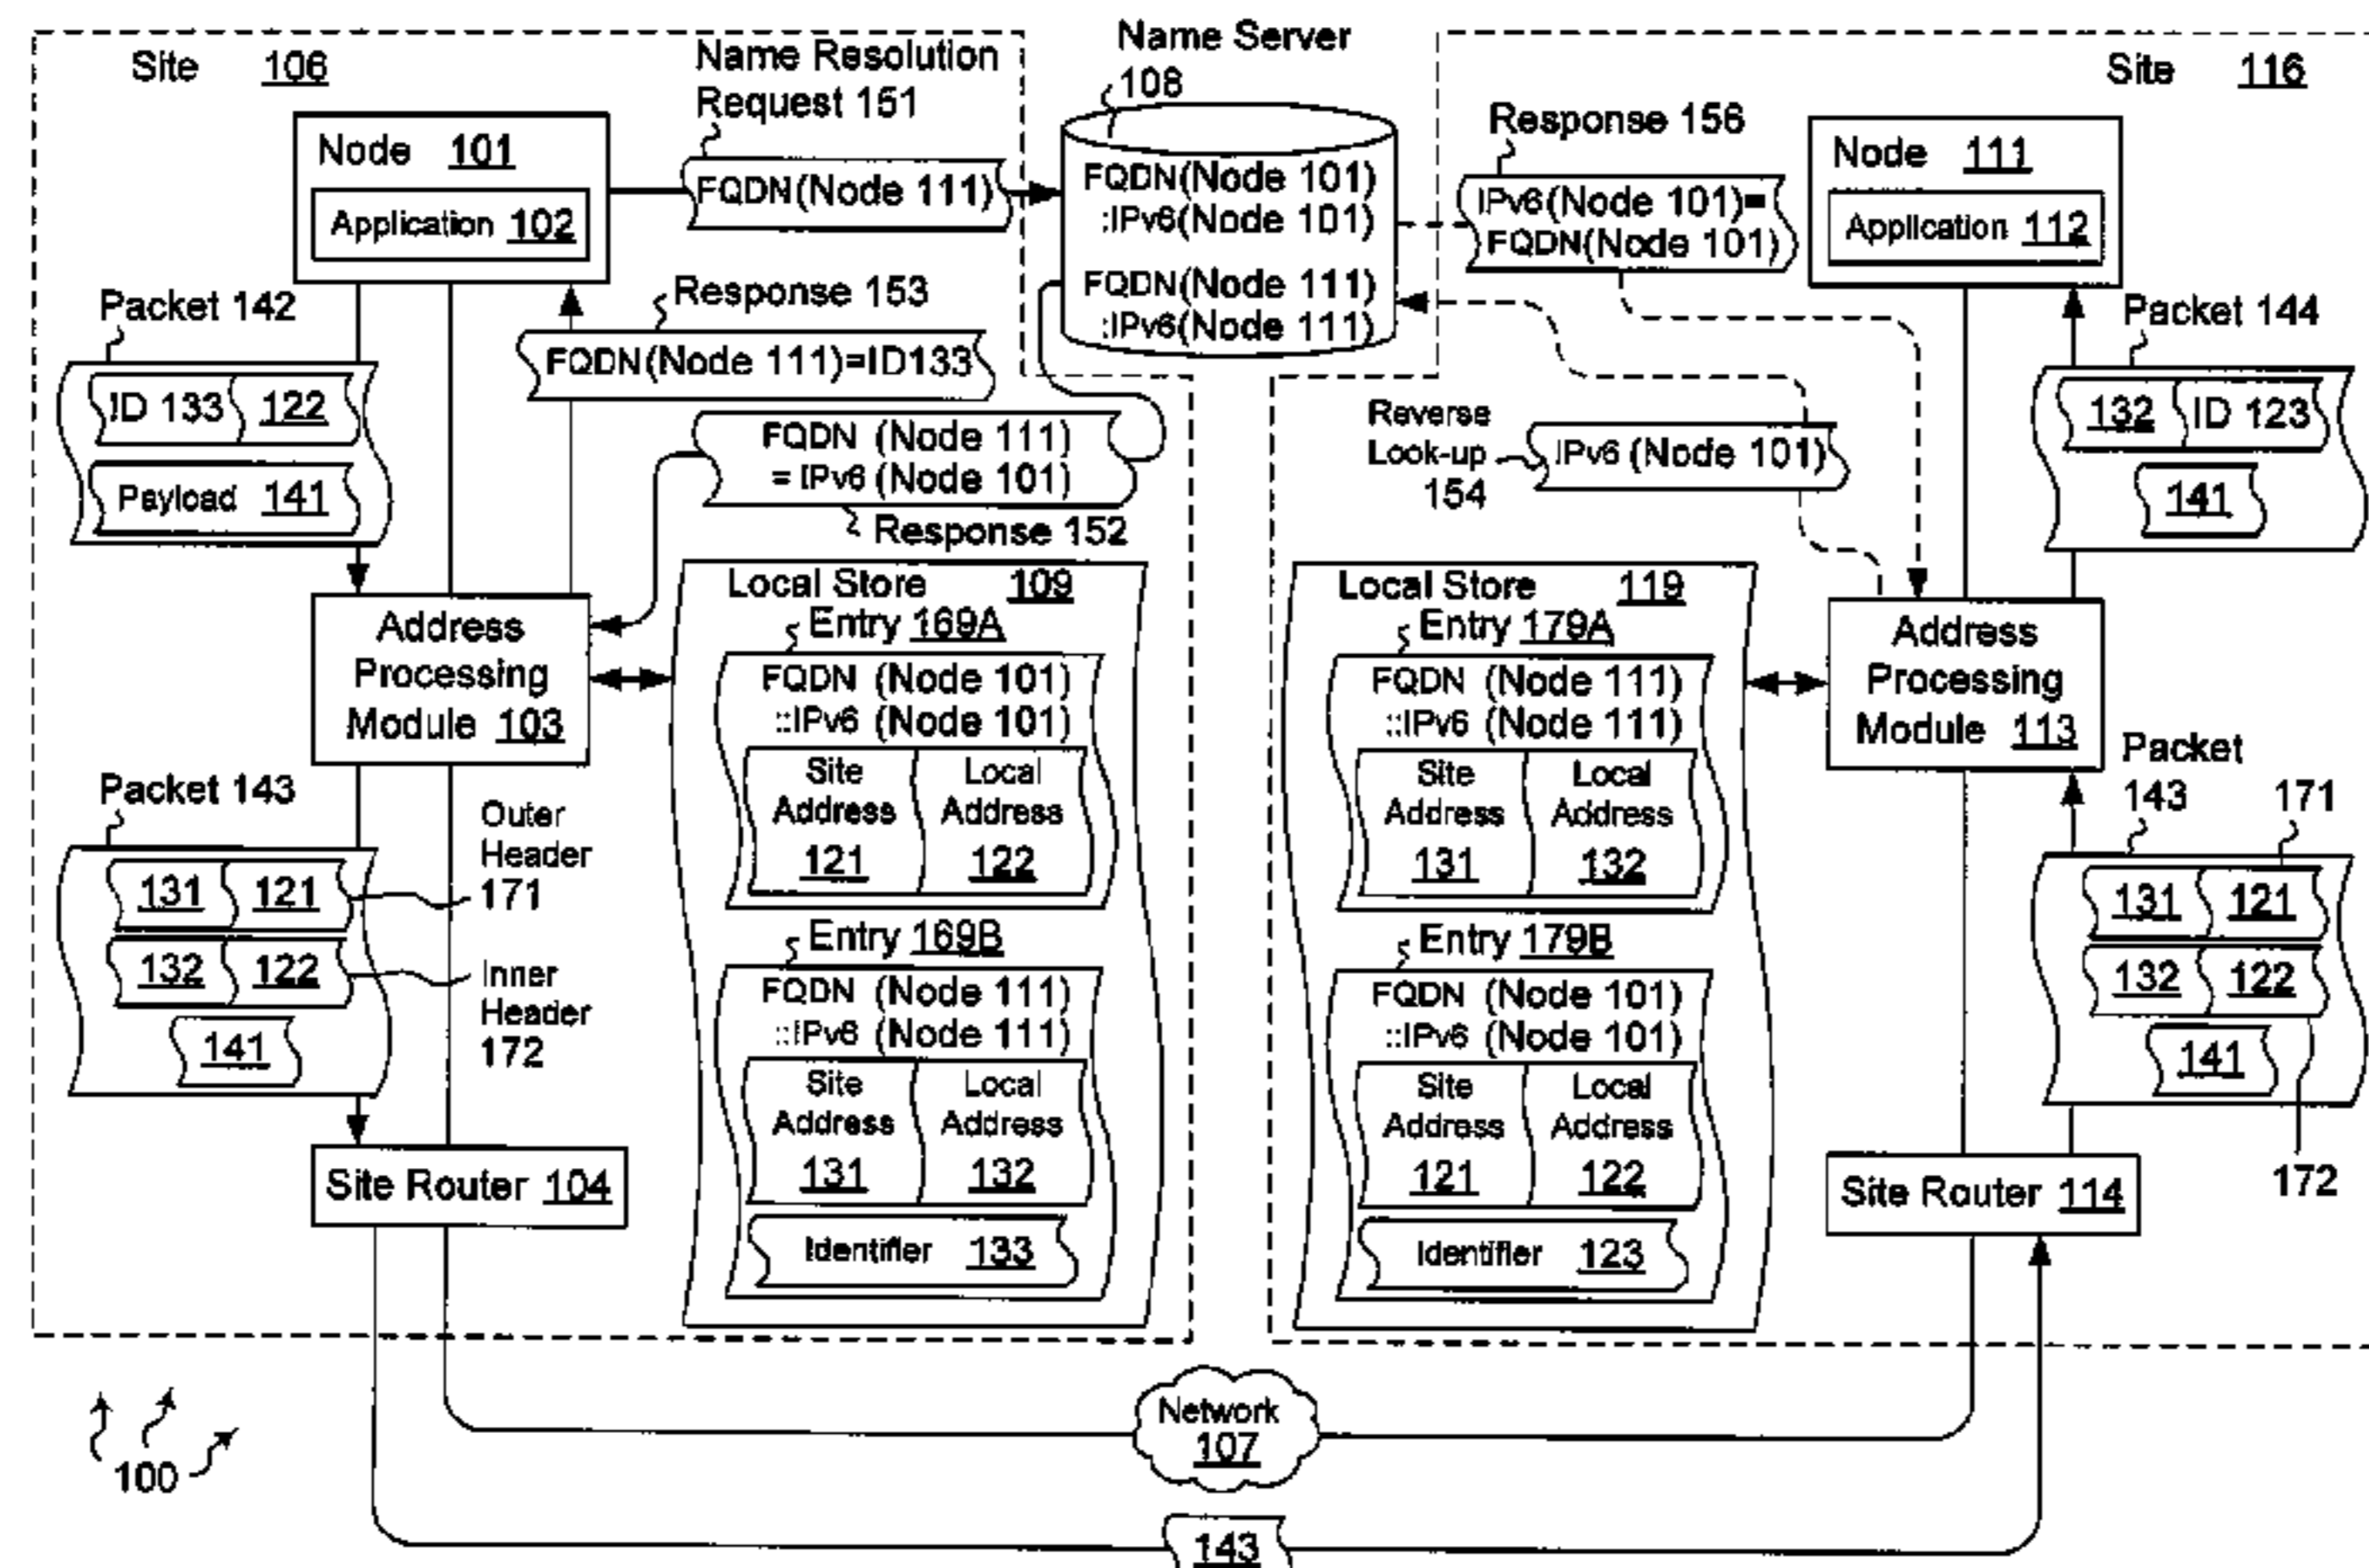 Site 106
Name Resolution
Request 151
Name Server
108
Site 116
Node 101
Application 102
FQDN(Node 111)
FQDN(Node 101)
::IPv6(Node 101)
FQDN(Node 111)
::IPv6(Node 111)
Response 156
IPv6(Node 101)=
FQDN(Node 101)
Node 111
Application 112
Packet 142
ID 133 122
Payload 141
Response 153
FQDN(Node 111)=ID133
FQDN (Node 111)
= IPv6 (Node 101)
Response 152
Reverse
Look-up
154
IPv6 (Node 101)
Packet 144
132 ID 123
141
Address
Processing
Module 103
Local Store 109
Entry 169A
FQDN (Node 101)
::IPv6 (Node 101)
Site
Address
121
Local
Address
122
Entry 169B
FQDN (Node 111)
::IPv6 (Node 111)
Site
Address
131
Local
Address
132
Identifier 133
Local Store 119
Entry 179A
FQDN (Node 111)
::IPv6 (Node 111)
Site
Address
131
Local
Address
132
Entry 179B
FQDN (Node 101)
::IPv6 (Node 101)
Site
Address
121
Local
Address
122
Identifier 123
Address
Processing
Module 113
Packet 143
131 121
132 122
141
Outer
Header
171
Inner
Header
172
Packet
143
171
131 121
132 122
141
172
Site Router 104
Site Router 114
Network
107
100
143